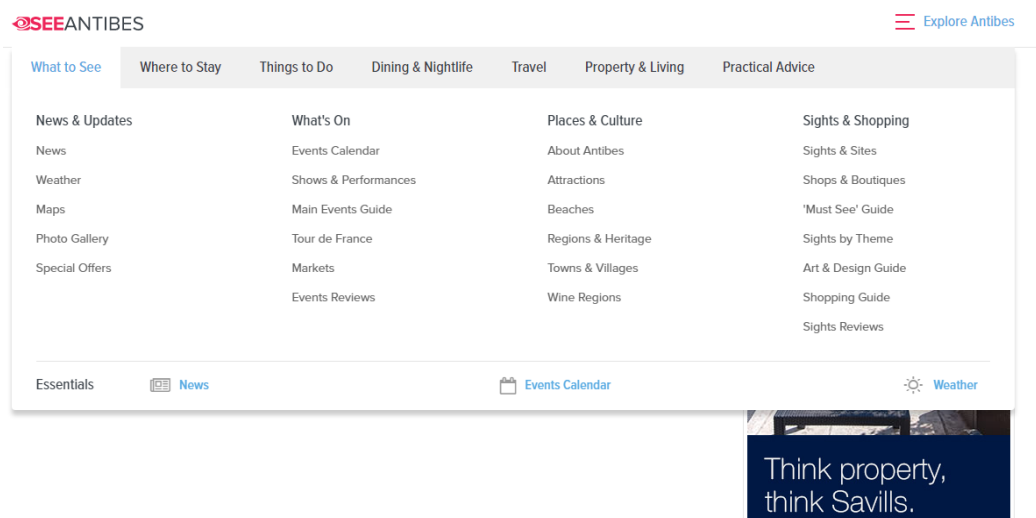 SEEANTIBES
Explore Antibes
What to See Where to Stay Things to Do Dining & Nightlife Travel Property & Living Practical Advice
News & Updates
News
Weather
Maps
Photo Gallery
Special Offers
What's On
Events Calendar
Shows & Performances
Main Events Guide
Tour de France
Markets
Events Reviews
Places & Culture
About Antibes
Attractions
Beaches
Regions & Heritage
Towns & Villages
Wine Regions
Sights & Shopping
Sights & Sites
Shops & Boutiques
'Must See' Guide
Sights by Theme
Art & Design Guide
Shopping Guide
Sights Reviews
Essentials News Events Calendar Weather
Think property,
think Savills.